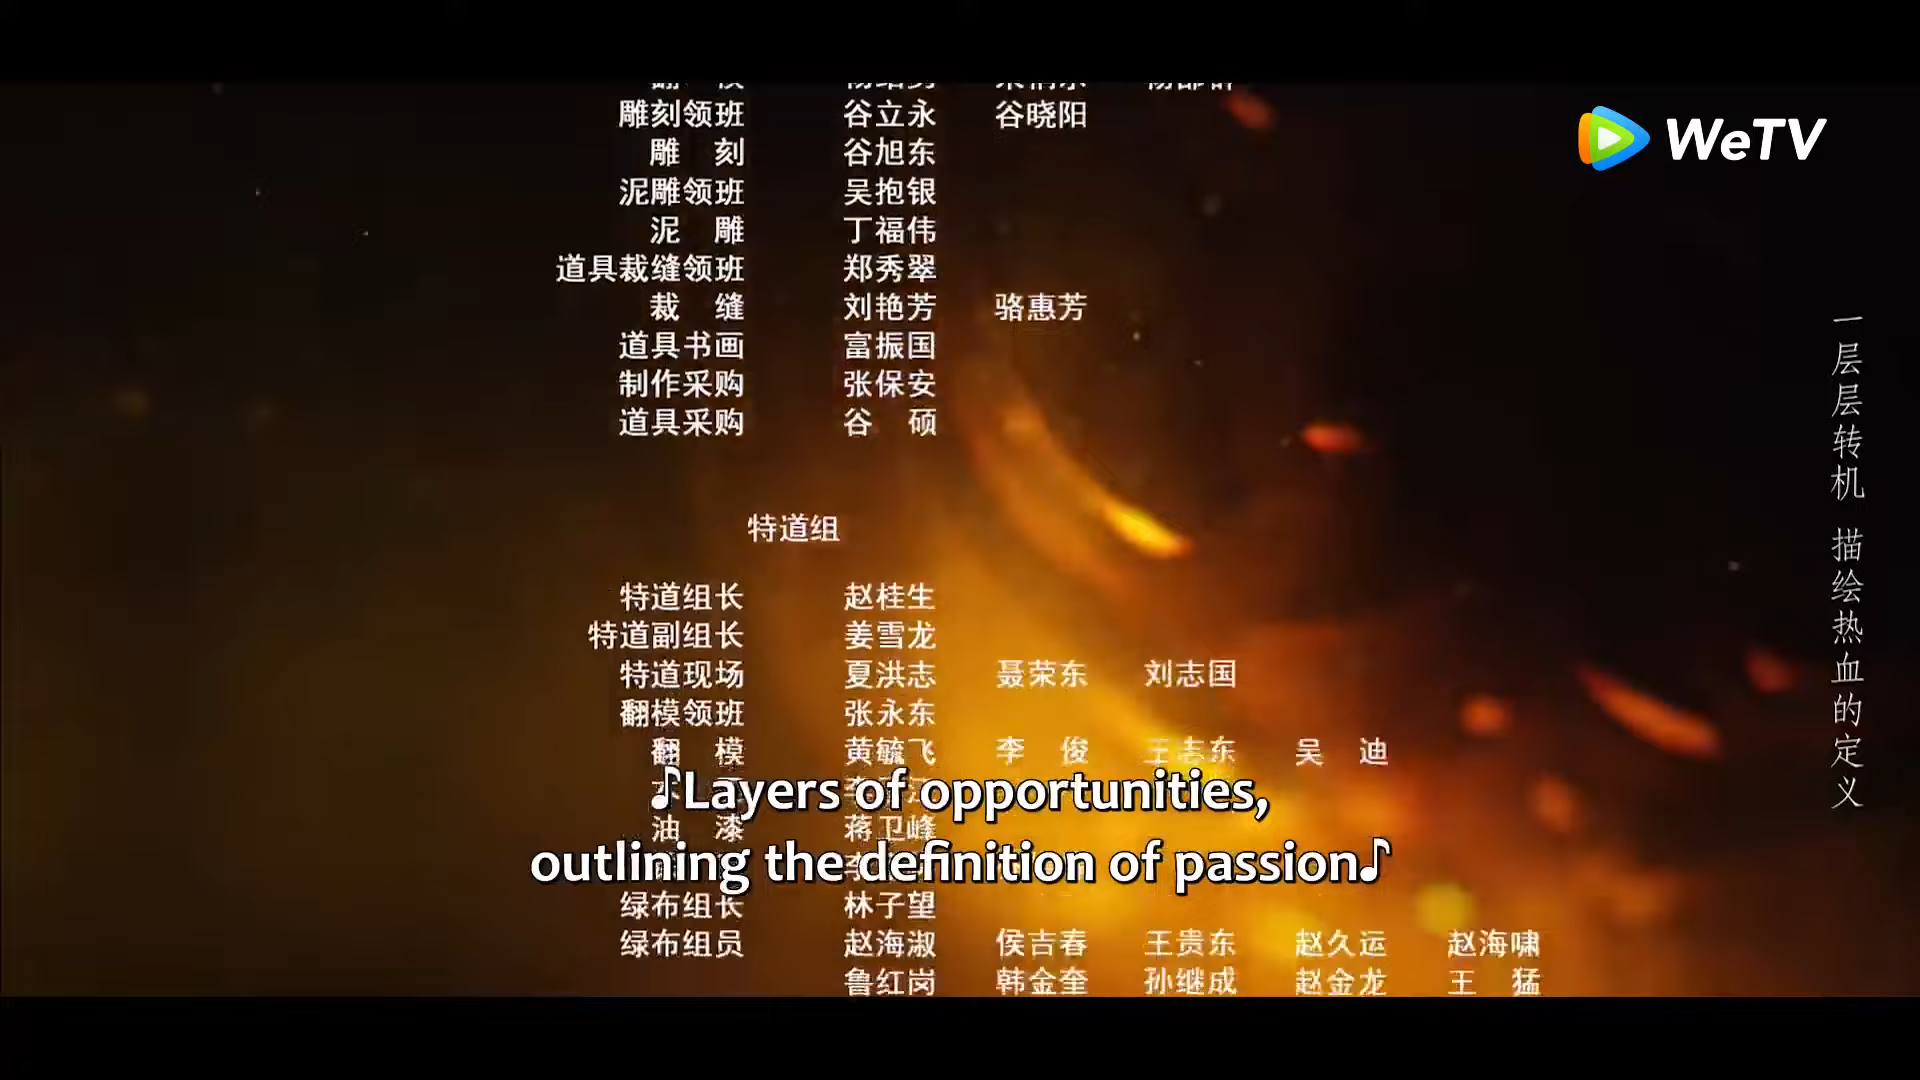 WeTV
雕刻领班 谷立永 谷晓阳
雕 刻 谷旭东
泥雕领班 吴抱银
泥 雕 丁福伟
道具裁缝领班 郑秀翠
裁 缝 刘艳芳 骆惠芳
道具书画 富振国
制作采购 张保安
道具采购 谷 硕
特道组
特道组长 赵桂生
特道副组长 姜雪龙
特道现场 夏洪志 聂荣东 刘志国
翻模领班 张永东
翻 模 黄毓飞 李 俊 王志东 吴 迪
♪Layers of opportunities,
油 漆 蒋卫峰
outlining the definition of passion♪
绿布组长 林子望
绿布组员 赵海淑 侯吉春 王贵东 赵久运 赵海啸
鲁红岗 韩金奎 孙继成 赵金龙 王 猛
一层层转机 描绘热血的定义